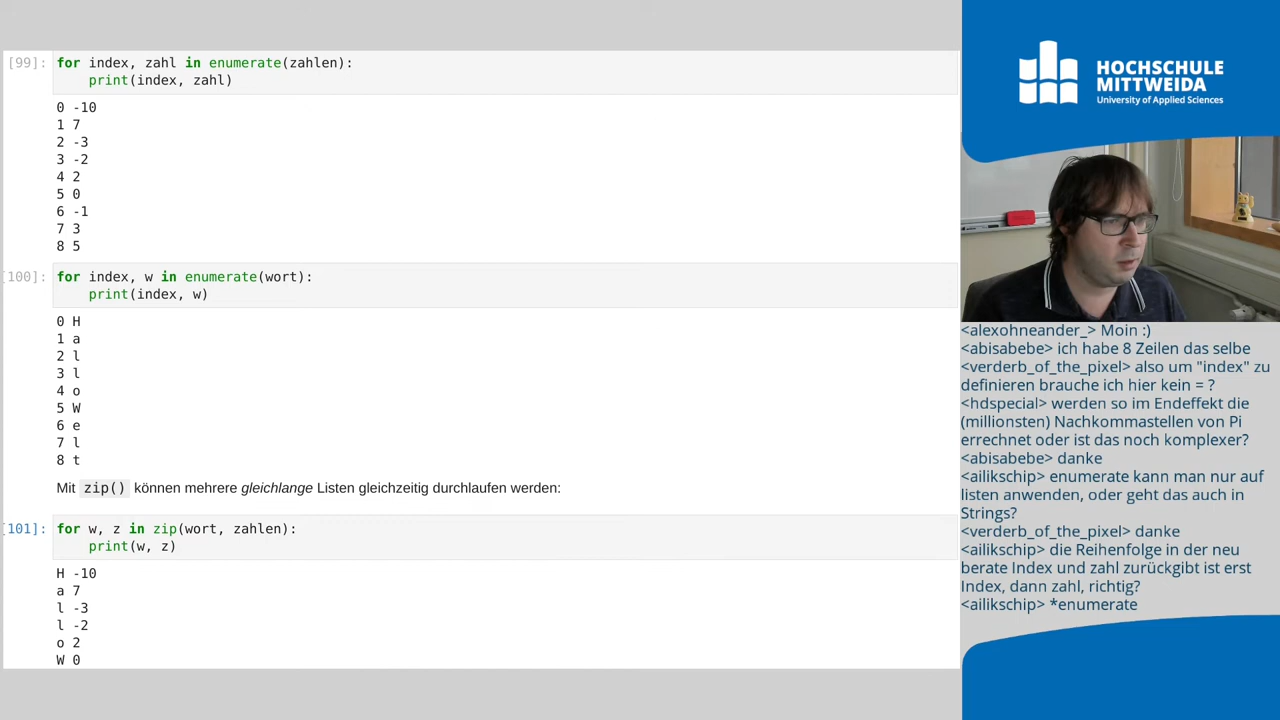 [99]: for index, zahl in enumerate(zahlen):
print(index, zahl)
0 -10
1 7
2 -3
3 -2
4 2
5 0
6 -1
7 3
8 5
[100]: for index, w in enumerate(wort):
print(index, w)
0 H
1 a
2 l
3 l
4 o
5 W
6 e
7 l
8 t
Mit zip() können mehrere gleichlange Listen gleichzeitig durchlaufen werden:
[101]: for w, z in zip(wort, zahlen):
print(w, z)
H -10
a 7
l -3
l -2
o 2
W 0
HOCHSCHULE
MITTWEIDA
University of Applied Sciences
<alexohneander_> Moin :)
<abisabebe> ich habe 8 Zeilen das selbe
<verderb_of_the_pixel> also um "index" zu
definieren brauche ich hier kein = ?
<hdspecial> werden so im Endeffekt die
(millionsten) Nachkommastellen von Pi
errechnet oder ist das noch komplexer?
<abisabebe> danke
<ailikschip> enumerate kann man nur auf
listen anwenden, oder geht das auch in
Strings?
<verderb_of_the_pixel> danke
<ailikschip> die Reihenfolge in der neu
berate Index und zahl zurückgibt ist erst
Index, dann zahl, richtig?
<ailikschip> *enumerate